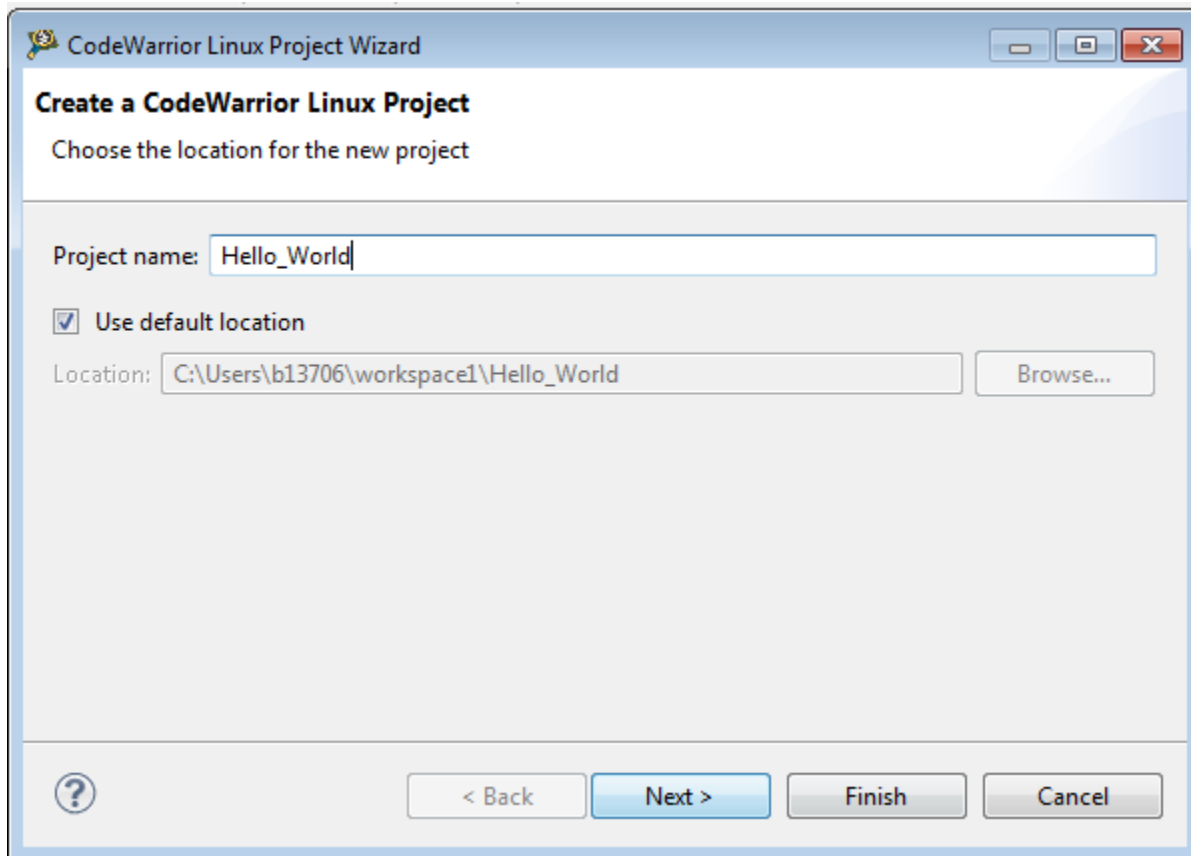 CodeWarrior Linux Project Wizard
Create a CodeWarrior Linux Project
Choose the location for the new project
Project name: Hello_World
Use default location
Location: C:\Users\b13706\workspace1\Hello_World Browse...
? < Back Next > Finish Cancel